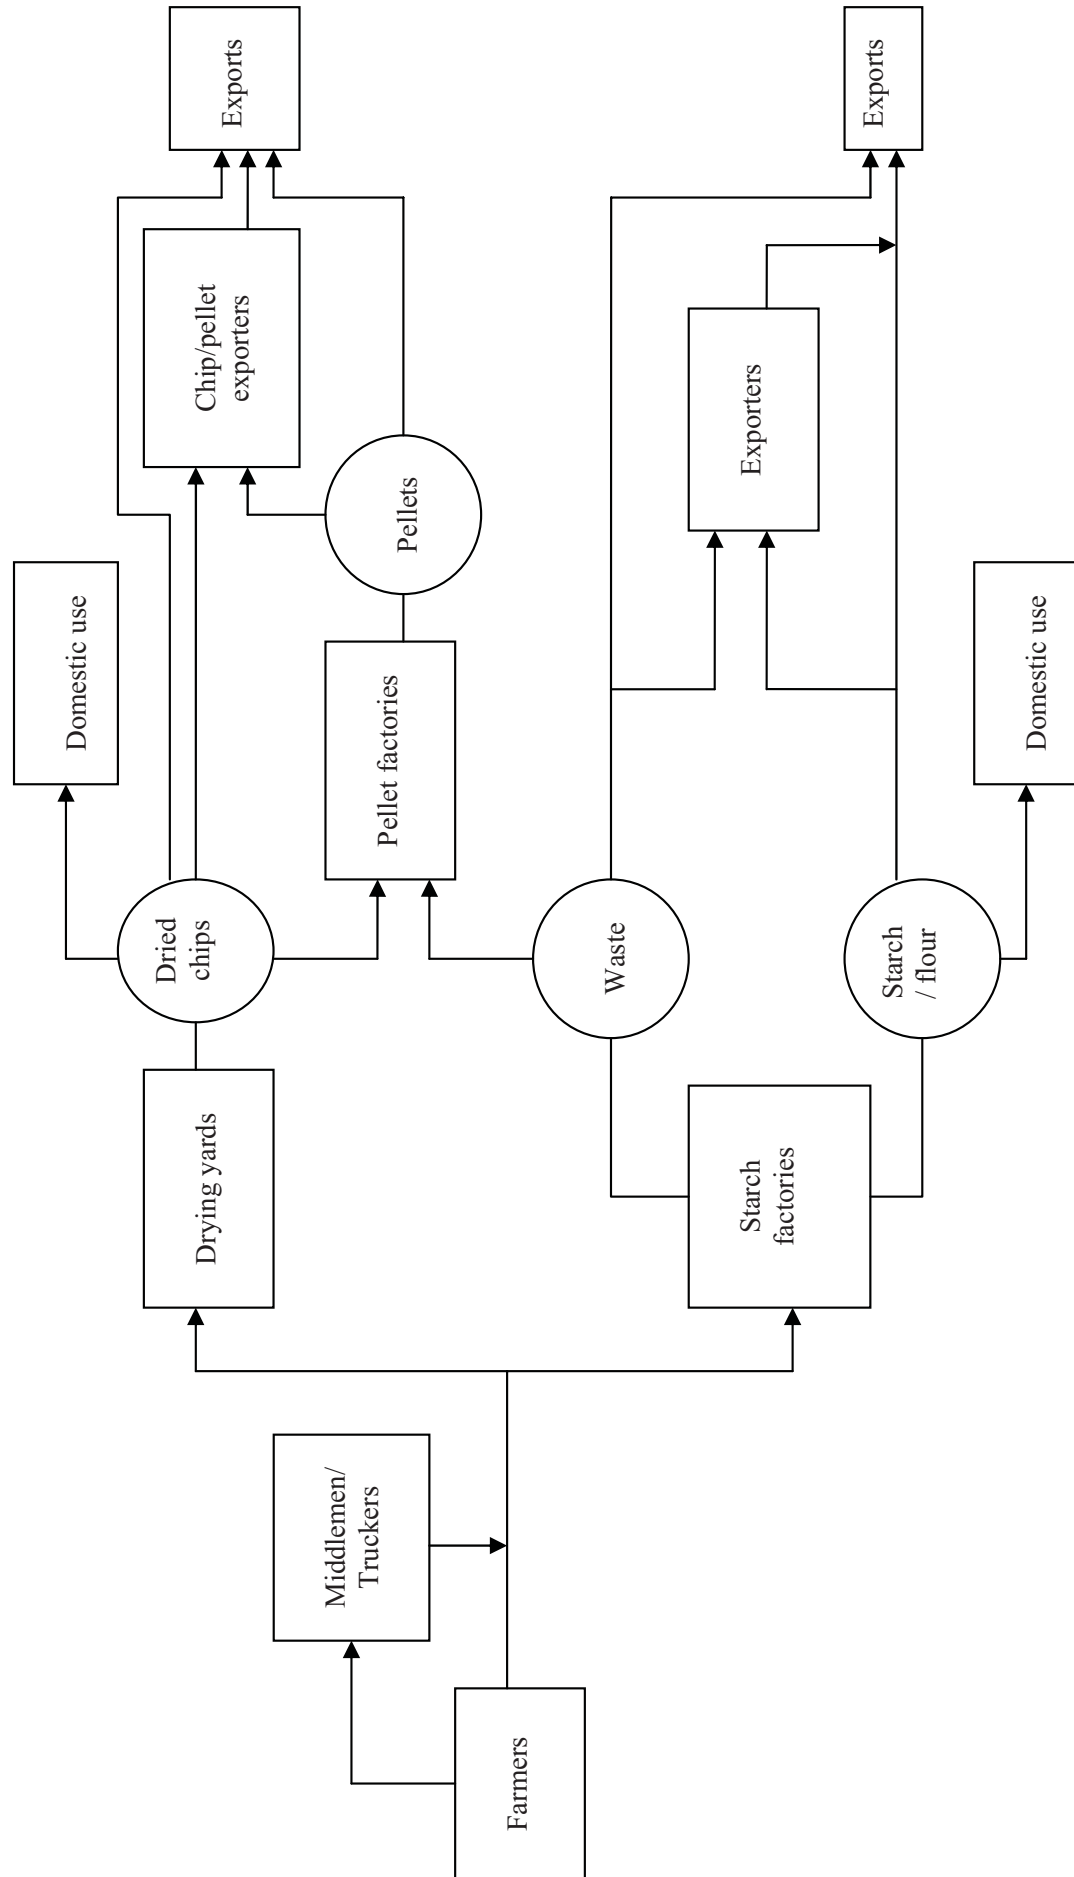 Farmers
Middlemen/
Truckers
Drying yards
Starch
factories
Dried
chips
Waste
Starch
/ flour
Domestic use
Pellet factories
Domestic use
Pellets
Chip/pellet
exporters
Exporters
Exports
Exports